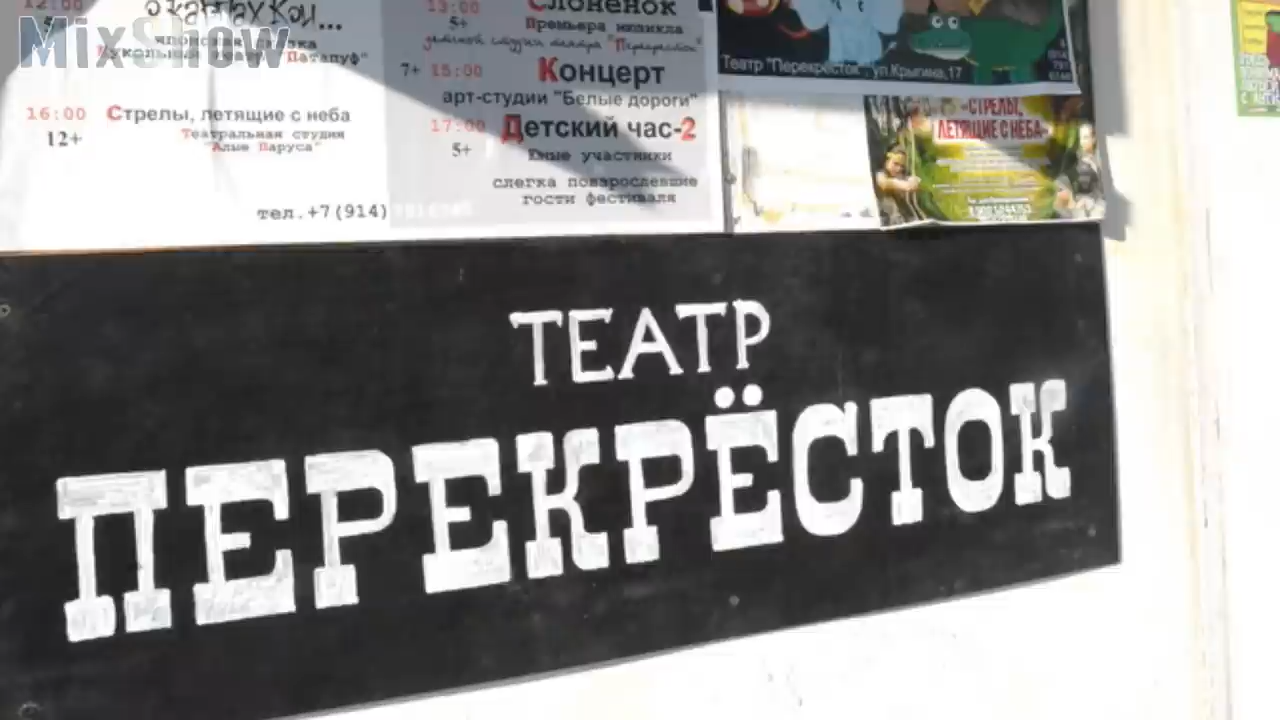 MixShow
12:00
5+
японская сказка
Кукольный театр "Патапуф"
16:00 Стрелы, летящие с неба
12+
Театральная студия
"Алые Паруса"
тел.+7(914)
13:00 Слонёнок
5+
Премьера мюзикла
детской студии театра "Перекрёсток"
7+ 15:00 Концерт
арт-студии "Белые дороги"
17:00 Детский час-2
5+
Юные участники
слегка повзрослевшие
гости фестиваля
Театр "Перекрёсток", ул.Крыгина,17
«СТРЕЛЫ,
ЛЕТЯЩИЕ С НЕБА»
ТЕАТР
ПЕРЕКРЁСТОК